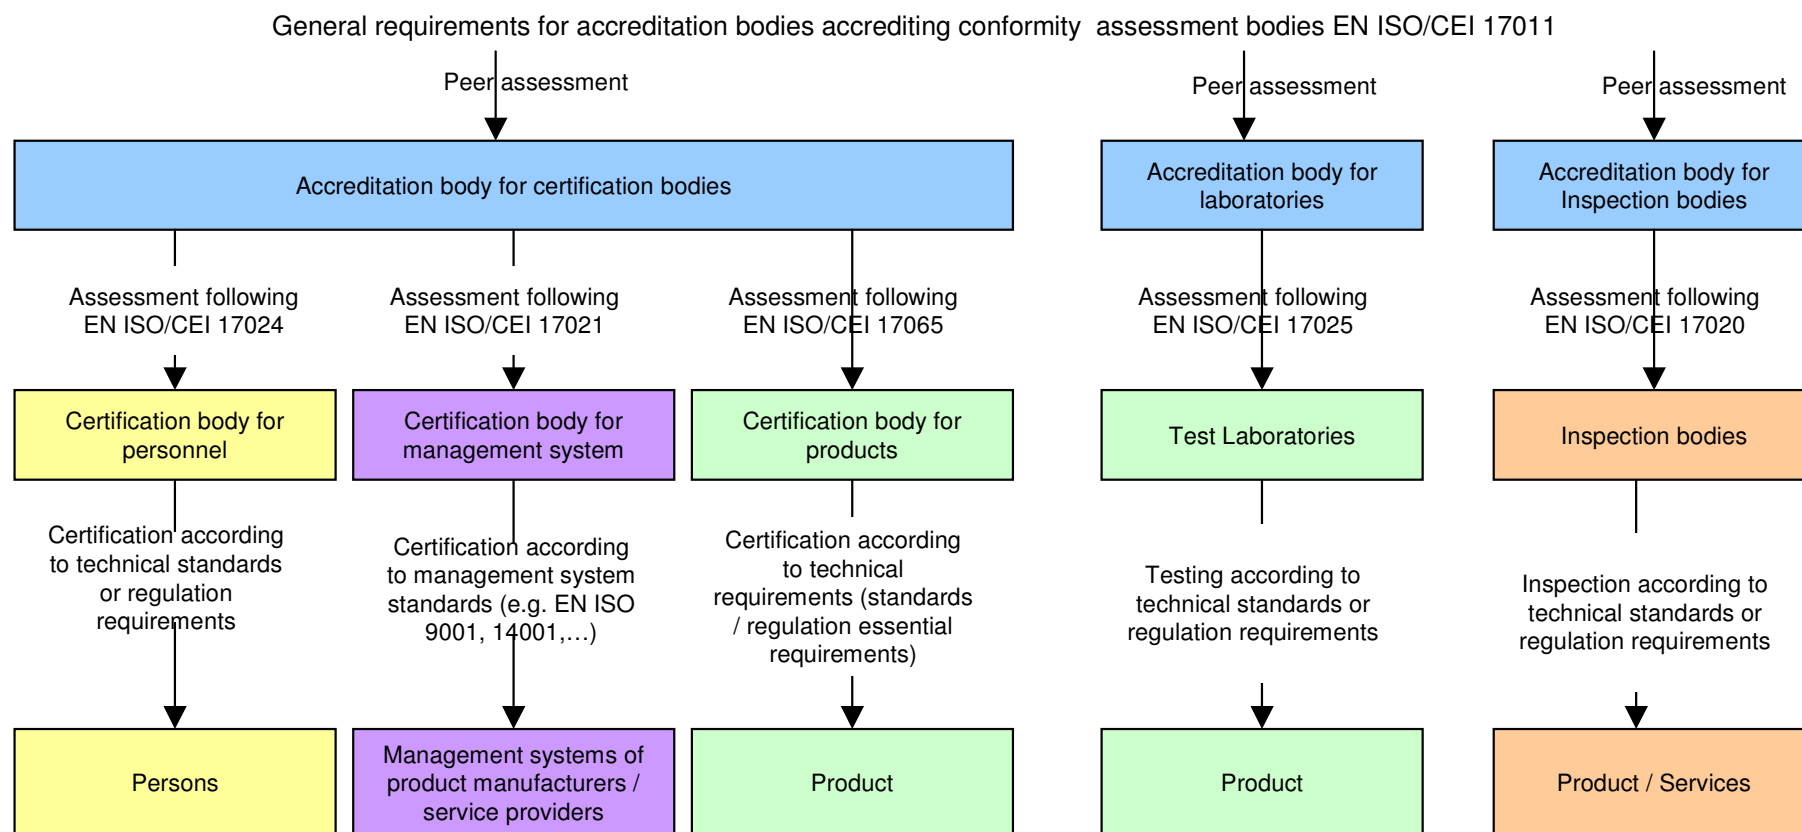 General requirements for accreditation bodies accrediting conformity  assessment bodies EN ISO/CEI 17011
Peer assessment
Peer assessment
Peer assessment
Accreditation body for certification bodies
Accreditation body for
laboratories
Accreditation body for
Inspection bodies
Assessment following
EN ISO/CEI 17024
Assessment following
EN ISO/CEI 17021
Assessment following
EN ISO/CEI 17065
Assessment following
EN ISO/CEI 17025
Assessment following
EN ISO/CEI 17020
Certification body for
personnel
Certification body for
management system
Certification body for
products
Test Laboratories
Inspection bodies
Certification according
to technical standards
or regulation
requirements
Certification according
to management system
standards (e.g. EN ISO
9001, 14001,…)
Certification according
to technical
requirements (standards
/ regulation essential
requirements)
Testing according to
technical standards or
regulation requirements
Inspection according to
technical standards or
regulation requirements
Persons
Management systems of
product manufacturers /
service providers
Product
Product
Product / Services